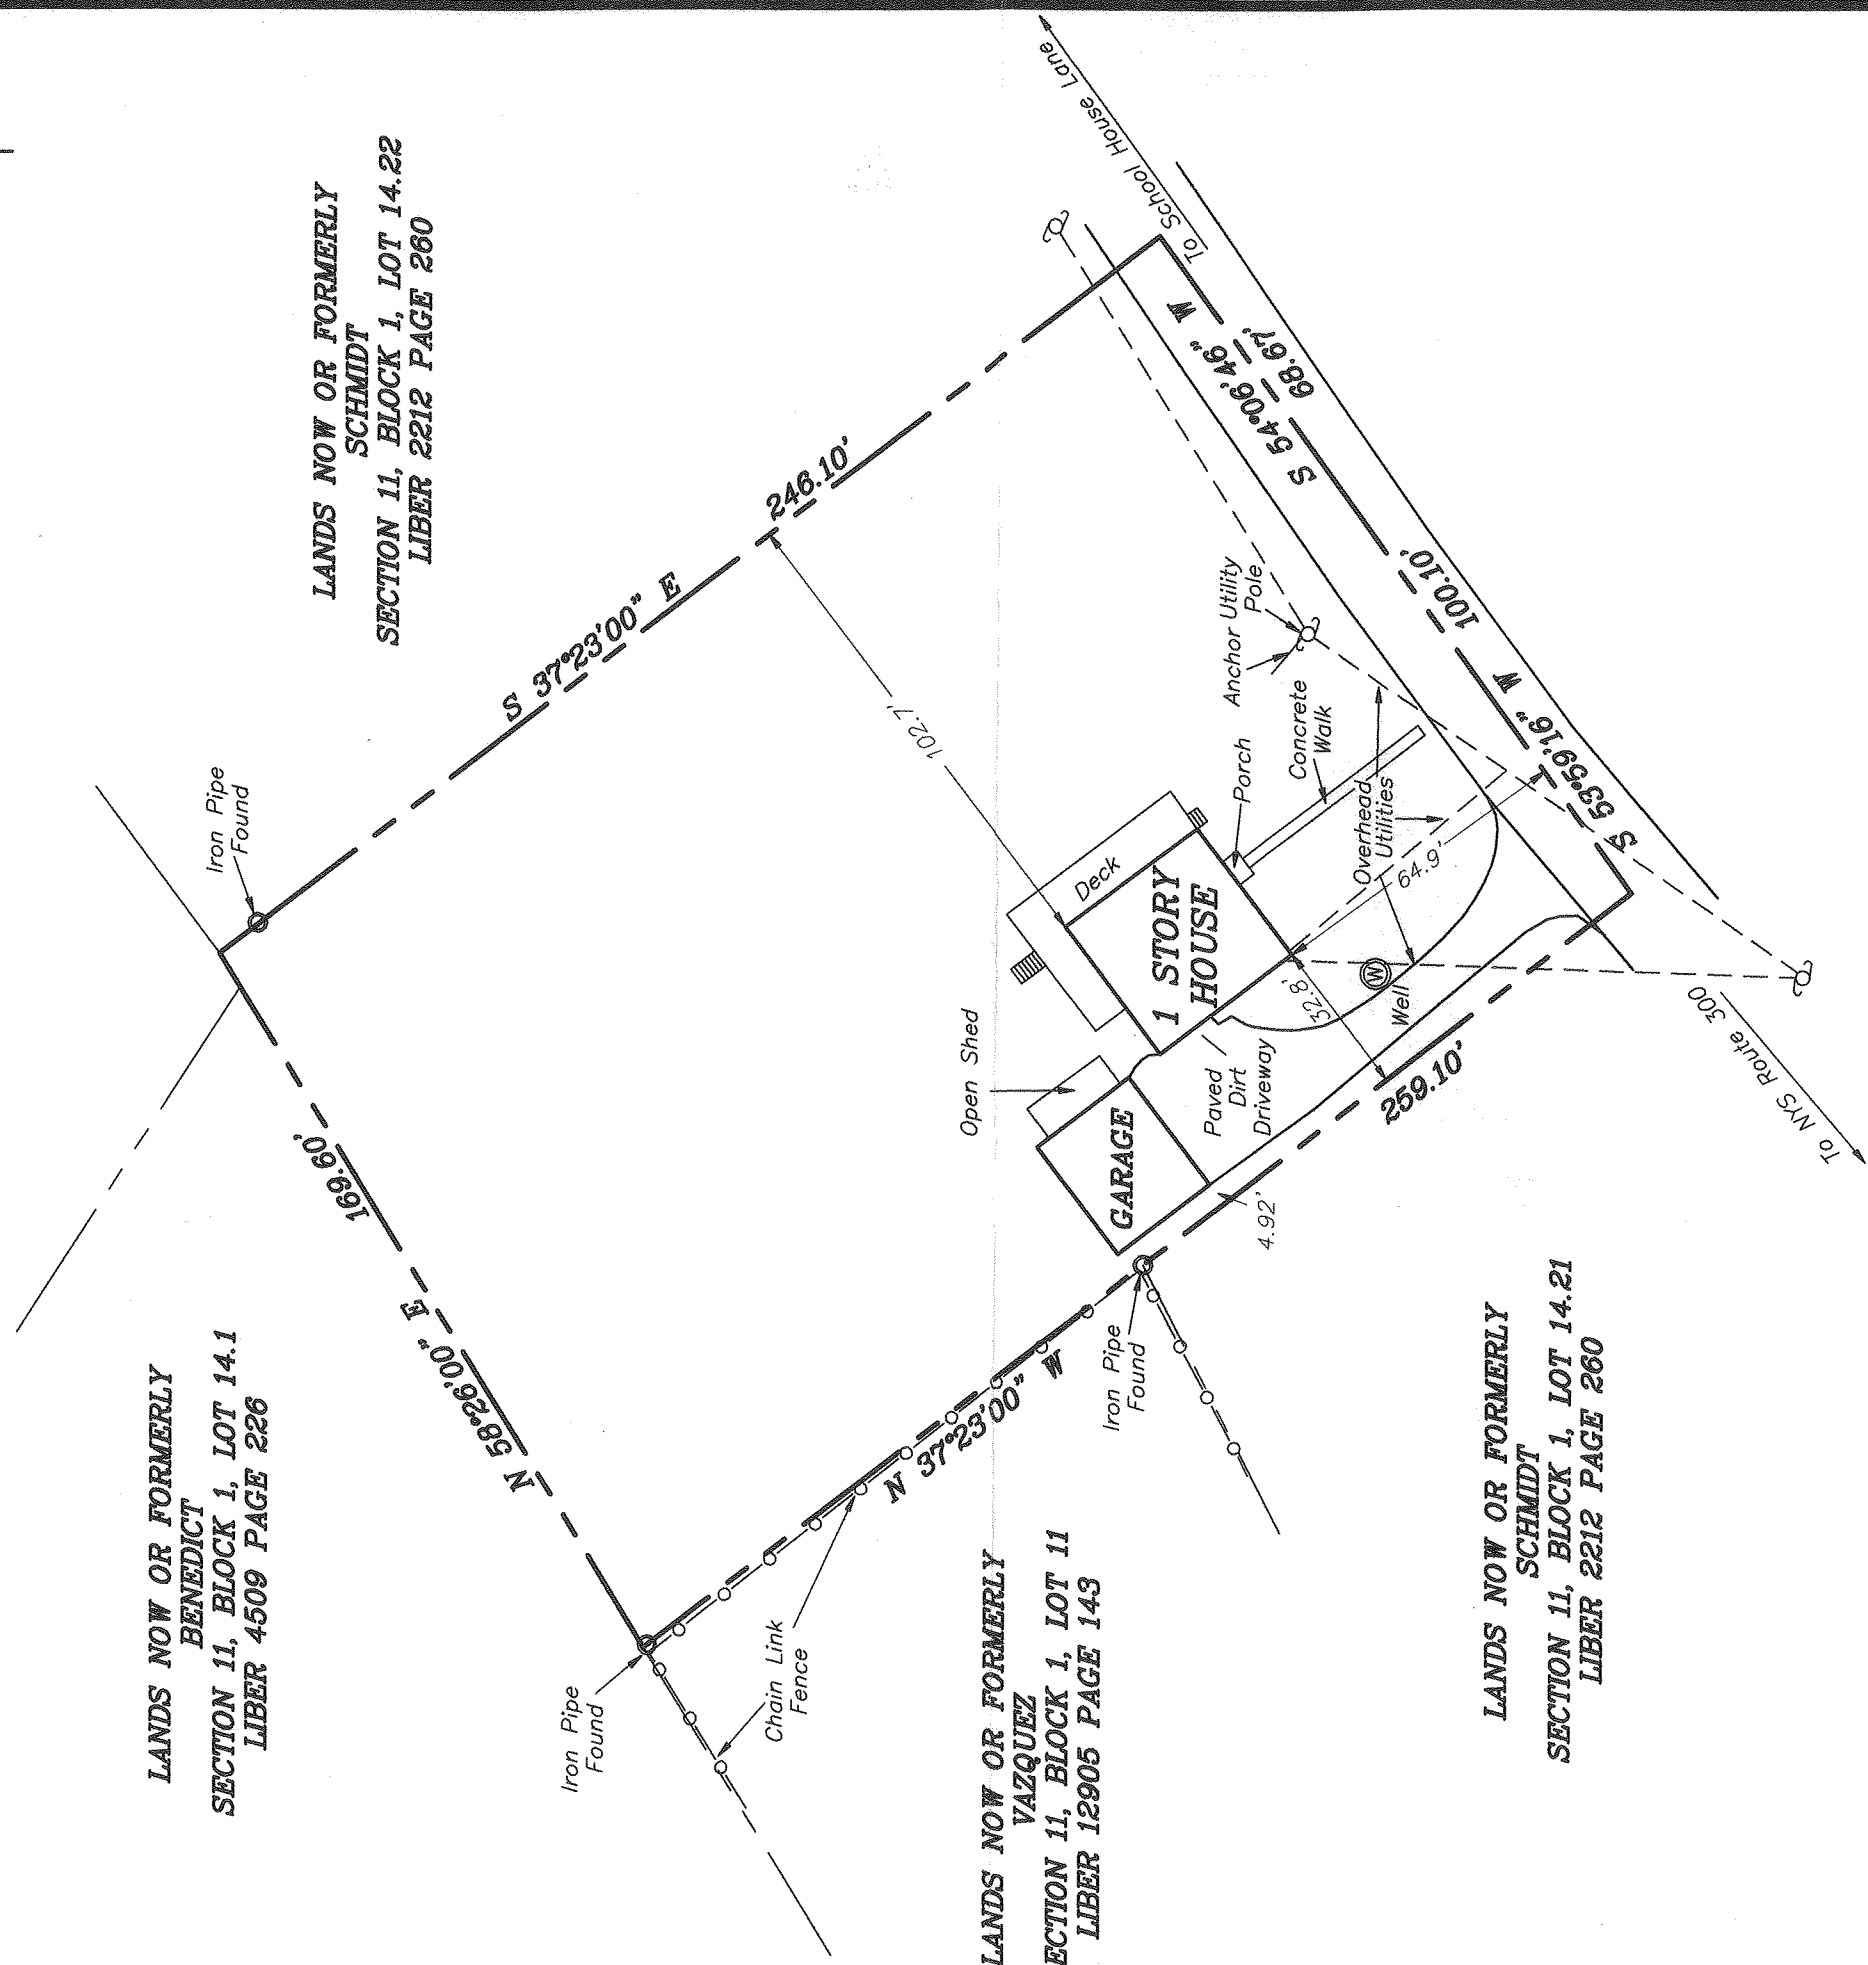 LANDS NOW OR FORMERLY
SCHMIDT
SECTION 11, BLOCK 1, LOT 14.22
LIBER 2212 PAGE 260
To School House Lane
Iron Pipe
Found
S 37°23'00" E
246.10'
S 54°06'46" W
68.67'
102.7'
Anchor
Utility
Pole
100.10'
S 53°59'16" W
Porch
Concrete
Walk
Overhead
Utilities
64.9'
Deck
1 STORY
HOUSE
Open Shed
GARAGE
Paved
Dirt
Driveway
32.8'
W
Well
259.10'
4.92'
To NYS Route 300
169.60'
N 58°26'00" E
LANDS NOW OR FORMERLY
BENEDICT
SECTION 11, BLOCK 1, LOT 14.1
LIBER 4509 PAGE 226
Iron Pipe
Found
N 37°23'00" W
Iron Pipe
Found
Chain Link
Fence
LANDS NOW OR FORMERLY
VAZQUEZ
ECTION 11, BLOCK 1, LOT 11
LIBER 12905 PAGE 143
LANDS NOW OR FORMERLY
SCHMIDT
SECTION 11, BLOCK 1, LOT 14.21
LIBER 2212 PAGE 260